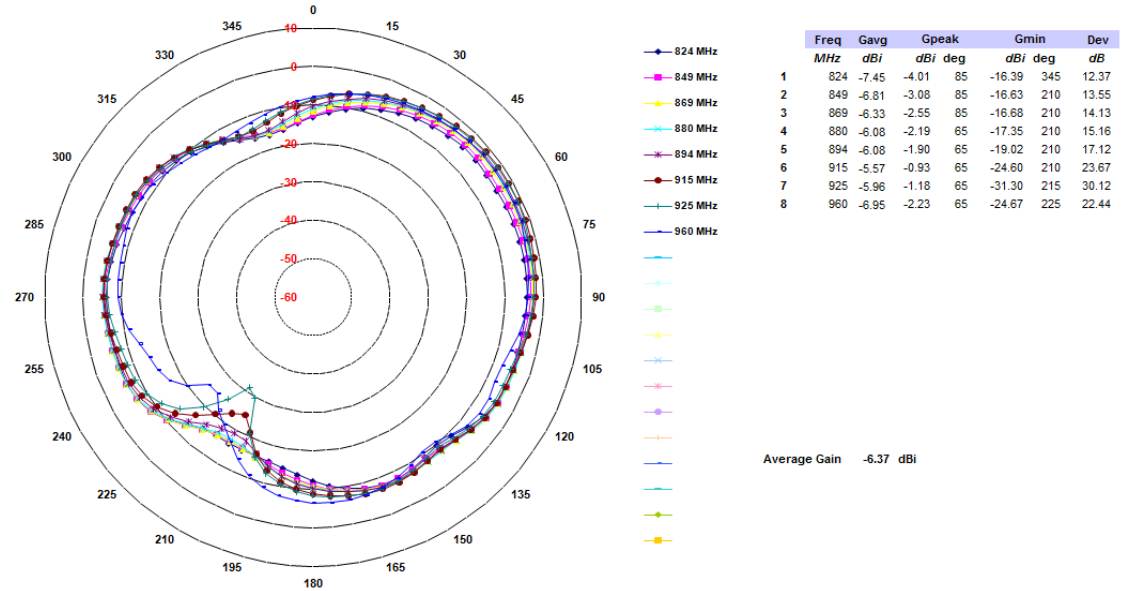 0
15
30
45
60
75
90
105
120
135
150
165
180
195
210
225
240
255
270
285
300
315
330
345
10
0
-10
-20
-30
-40
-50
-60
824 MHz
849 MHz
869 MHz
880 MHz
894 MHz
915 MHz
925 MHz
960 MHz
Freq Gavg Gpeak Gmin Dev
MHz dBi dBi deg dBi deg dB
1 824 -7.45 -4.01 85 -16.39 345 12.37
2 849 -6.81 -3.08 85 -16.63 210 13.55
3 869 -6.33 -2.55 85 -16.68 210 14.13
4 880 -6.08 -2.19 65 -17.35 210 15.16
5 894 -6.08 -1.90 65 -19.02 210 17.12
6 915 -5.57 -0.93 65 -24.60 210 23.67
7 925 -5.96 -1.18 65 -31.30 215 30.12
8 960 -6.95 -2.23 65 -24.67 225 22.44
Average Gain -6.37 dBi